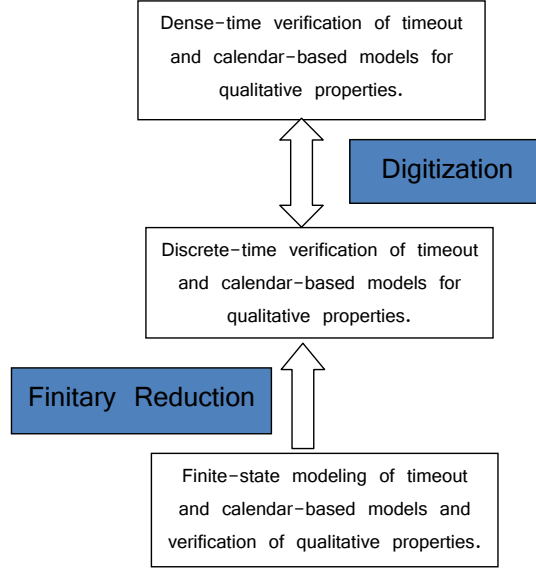 Dense-time verification of timeout
and calendar-based models for
qualitative properties.
Digitization
Discrete-time verification of timeout
and calendar-based models for
qualitative properties.
Finitary Reduction
Finite-state modeling of timeout
and calendar-based models and
verification of qualitative properties.